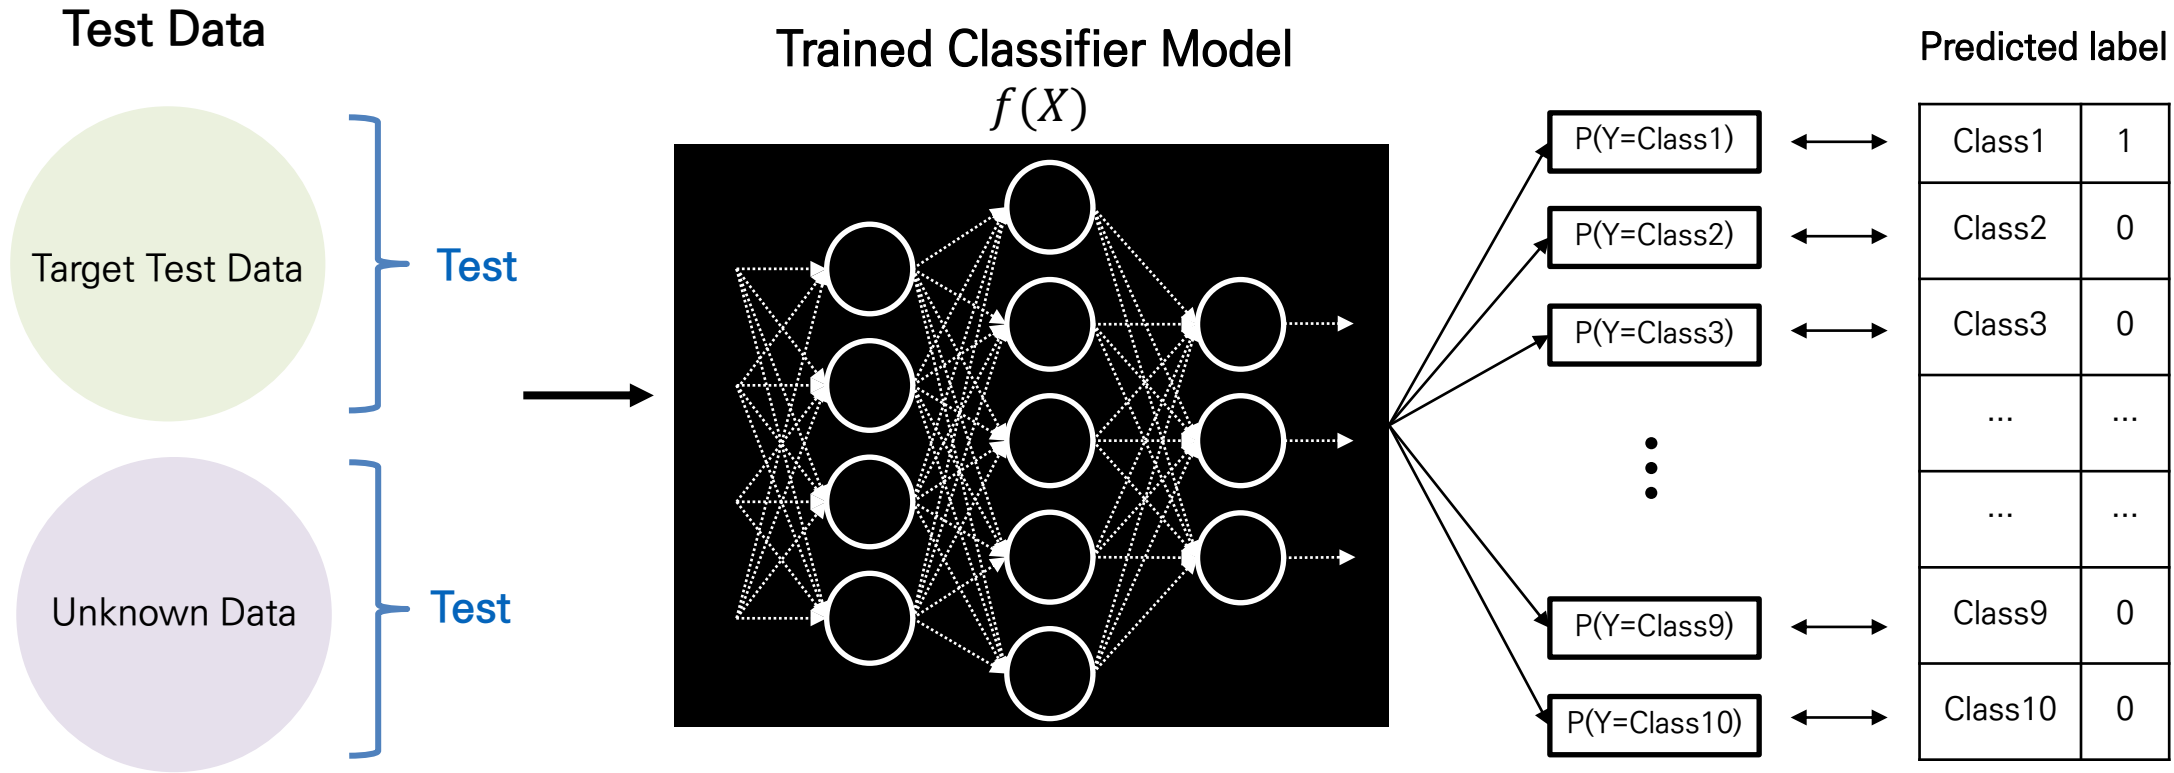 Test Data
Target Test Data
Test
Unknown Data
Test
Trained Classifier Model
f(X)
P(Y=Class1)
P(Y=Class2)
P(Y=Class3)
P(Y=Class9)
P(Y=Class10)
Predicted label
Class1 1
Class2 0
Class3 0
... ...
... ...
Class9 0
Class10 0